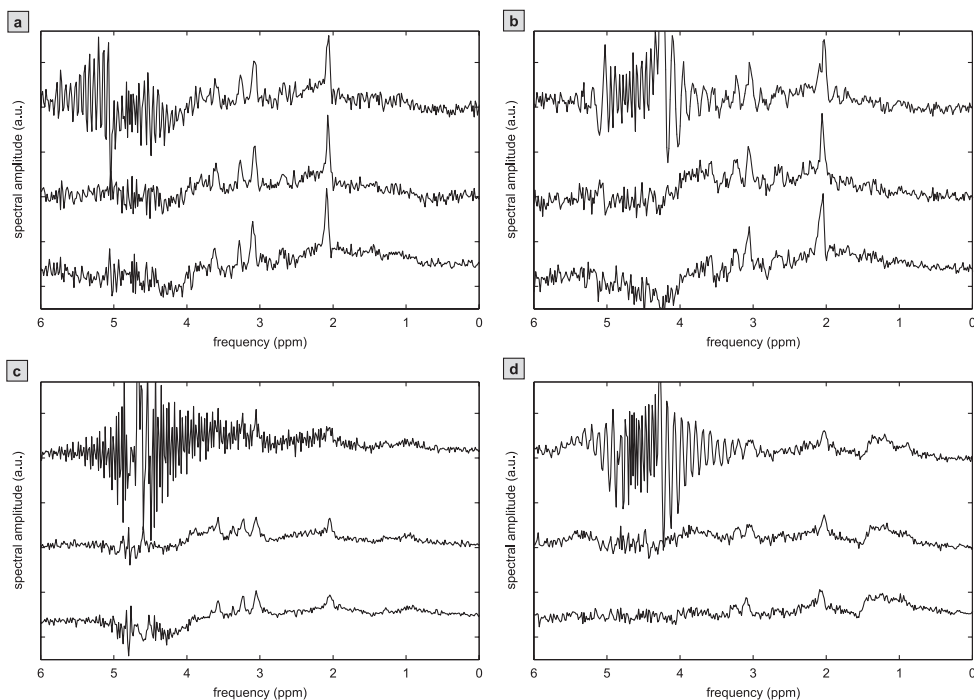 a
b
spectral amplitude (a.u.)
6 5 4 3 2 1 0
frequency (ppm)
spectral amplitude (a.u.)
6 5 4 3 2 1 0
frequency (ppm)
c
d
spectral amplitude (a.u.)
6 5 4 3 2 1 0
frequency (ppm)
spectral amplitude (a.u.)
6 5 4 3 2 1 0
frequency (ppm)